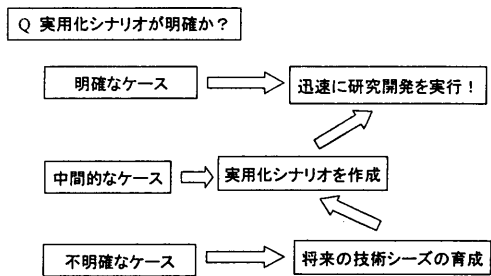 Q 実用化シナリオが明確か?
明確なケース
迅速に研究開発を実行!
中間的なケース
実用化シナリオを作成
不明確なケース
将来の技術シーズの育成